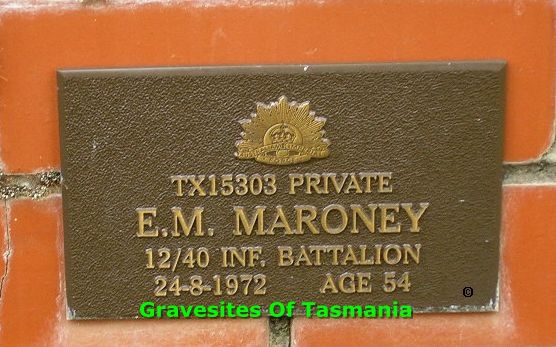 TX15303 PRIVATE
E.M. MARONEY
12/40 INF. BATTALION
24-8-1972 AGE 54
Gravesites Of Tasmania
©